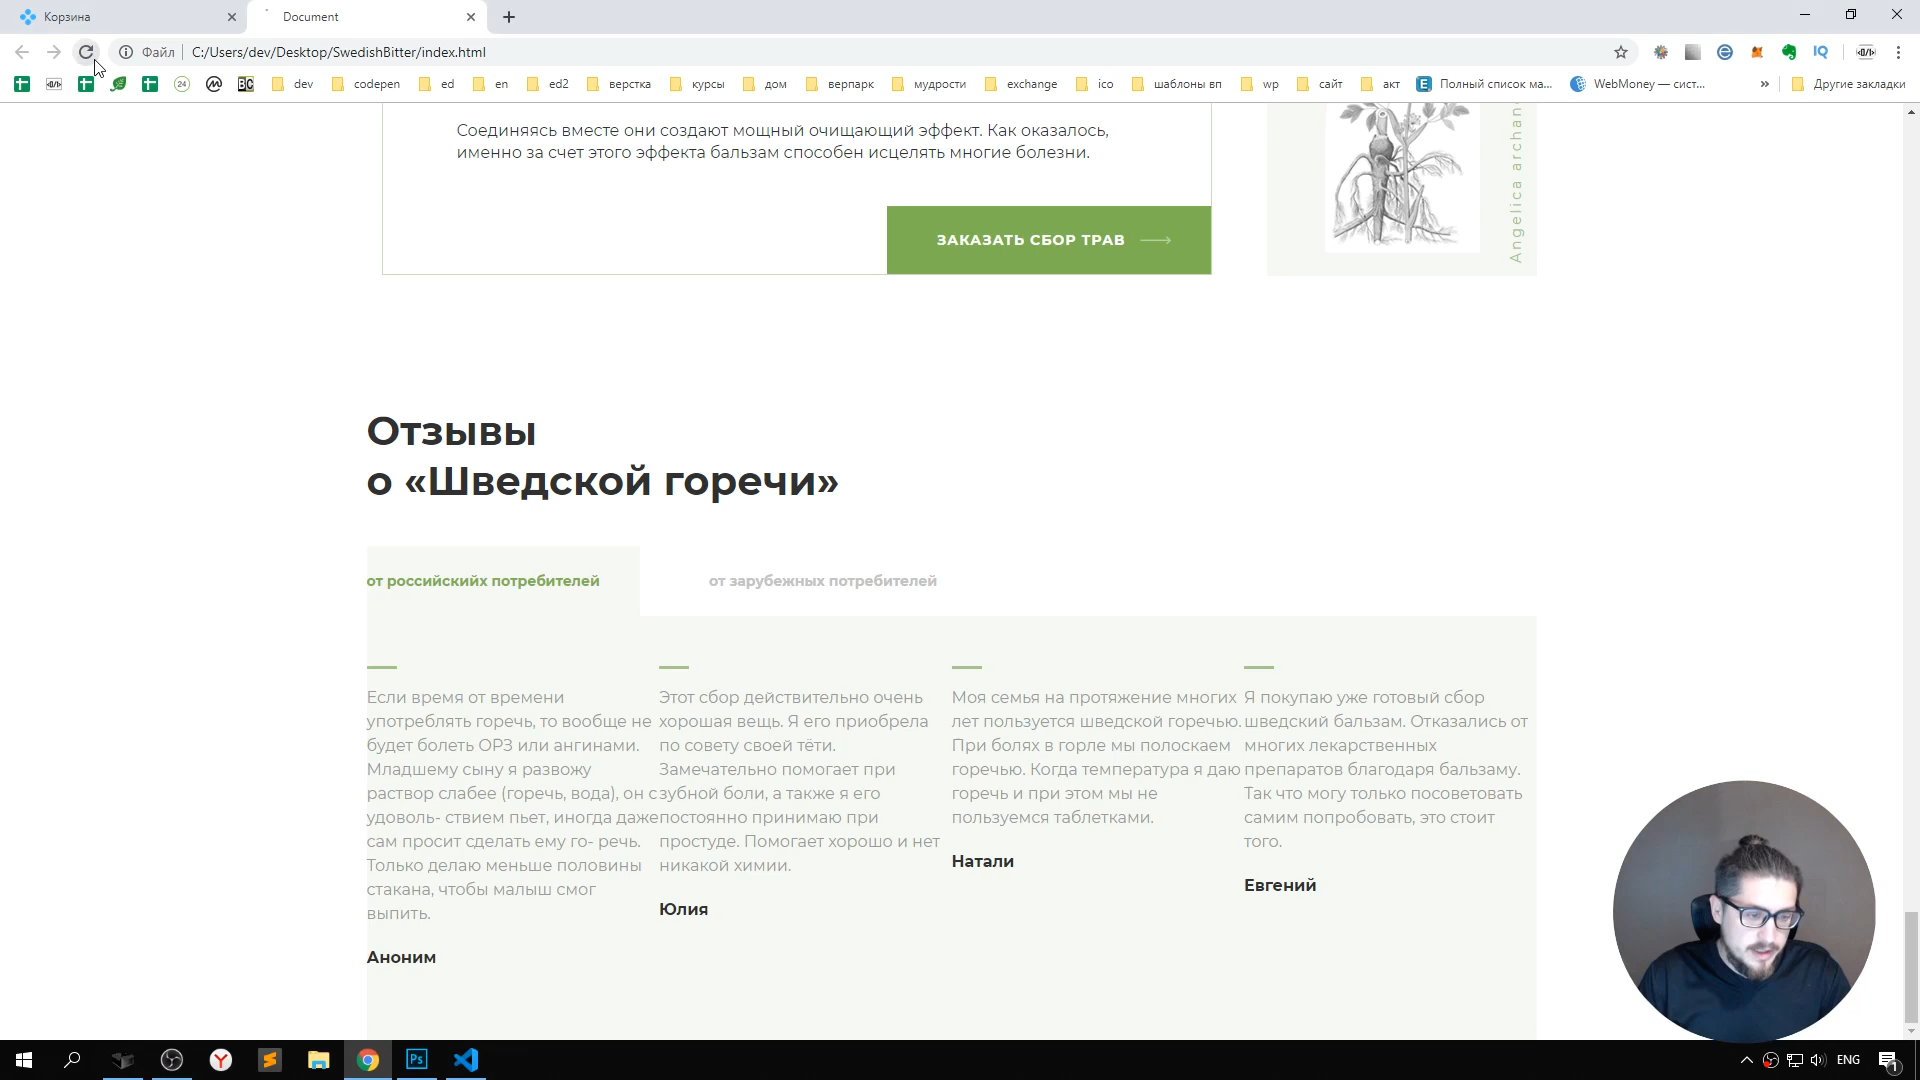 Корзина
Document
Файл
C:/Users/dev/Desktop/SwedishBitter/index.html
24
BC
dev
codepen
ed
en
ed2
верстка
курсы
дом
верпарк
мудрости
exchange
ico
шаблоны вп
wp
сайт
акт
E
Полный список ма...
WebMoney — сист...
»
Другие закладки
IQ
Соединяясь вместе они создают мощный очищающий эффект. Как оказалось,
именно за счет этого эффекта бальзам способен исцелять многие болезни.
ЗАКАЗАТЬ СБОР ТРАВ
Angelica archan
Отзывы
о «Шведской горечи»
от российскийх потребителей
от зарубежных потребителей
Если время от времени
употреблять горечь, то вообще не
будет болеть ОРЗ или ангинами.
Младшему сыну я развожу
раствор слабее (горечь, вода), он с
удоволь- ствием пьет, иногда даже
сам просит сделать ему го- речь.
Только делаю меньше половины
стакана, чтобы малыш смог
выпить.
Аноним
Этот сбор действительно очень
хорошая вещь. Я его приобрела
по совету своей тёти.
Замечательно помогает при
зубной боли, а также я его
постоянно принимаю при
простуде. Помогает хорошо и нет
никакой химии.
Юлия
Моя семья на протяжение многих
лет пользуется шведской горечью.
При болях в горле мы полоскаем
горечью. Когда температура я даю
горечь и при этом мы не
пользуемся таблетками.
Натали
Я покупаю уже готовый сбор
шведский бальзам. Отказались от
многих лекарственных
препаратов благодаря бальзаму.
Так что могу только посоветовать
самим попробовать, это стоит
того.
Евгений
Ps
ENG
1